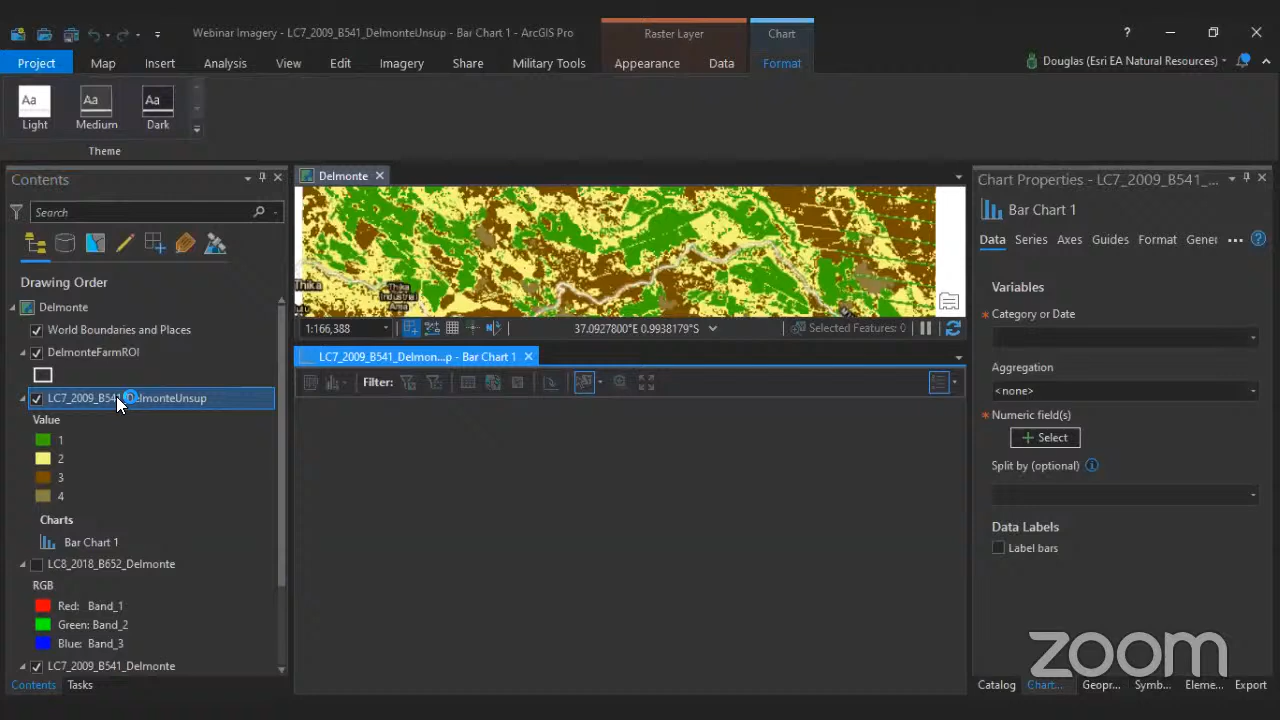 Webinar Imagery - LC7_2009_B541_DelmonteUnsup - Bar Chart 1 - ArcGIS Pro
Raster Layer
Chart
?
Project
Map
Insert
Analysis
View
Edit
Imagery
Share
Military Tools
Appearance
Data
Format
Douglas (Esri EA Natural Resources)
Aa
Aa
Aa
Light
Medium
Dark
Theme
Contents
Search
Drawing Order
Delmonte
World Boundaries and Places
DelmonteFarmROI
LC7_2009_B541_DelmonteUnsup
Value
1
2
3
4
Charts
Bar Chart 1
LC8_2018_B652_Delmonte
RGB
Red: Band_1
Green: Band_2
Blue: Band_3
LC7_2009_B541_Delmonte
Contents
Tasks
Delmonte
Thika
Thika
Industrial
Area
1:166,388
37.0927800°E 0.9938179°S
Selected Features: 0
LC7_2009_B541_Delmon...p - Bar Chart 1
Filter:
Chart Properties - LC7_2009_B541_...
Bar Chart 1
Data
Series
Axes
Guides
Format
Gener
Variables
* Category or Date
Aggregation
<none>
* Numeric field(s)
+ Select
Split by (optional)
Data Labels
Label bars
zoom
Catalog
Chart...
Geopr...
Symb...
Eleme...
Export